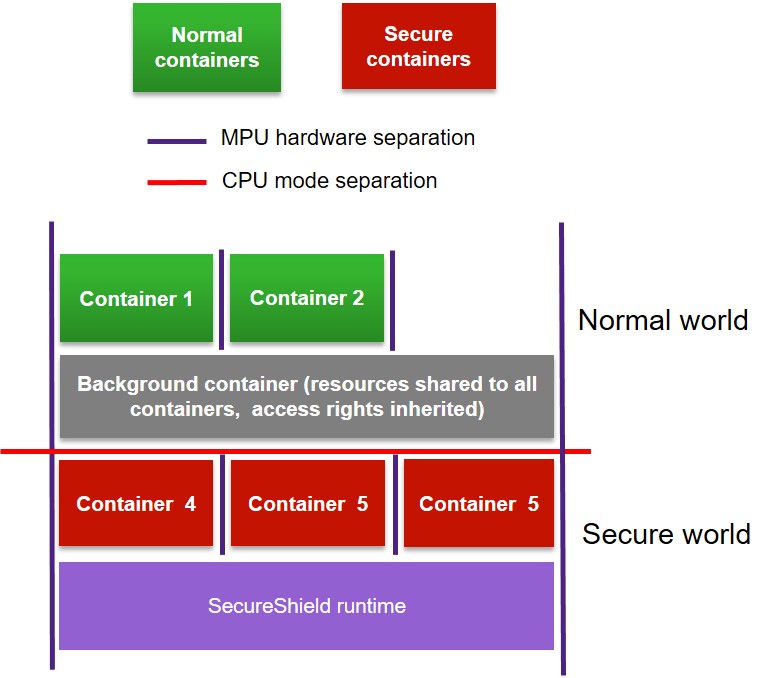 Normal
containers
Secure
containers
MPU hardware separation
CPU mode separation
Container 1
Container 2
Normal world
Background container (resources shared to all
containers,  access rights inherited)
Container  4
Container  5
Container  5
Secure world
SecureShield runtime